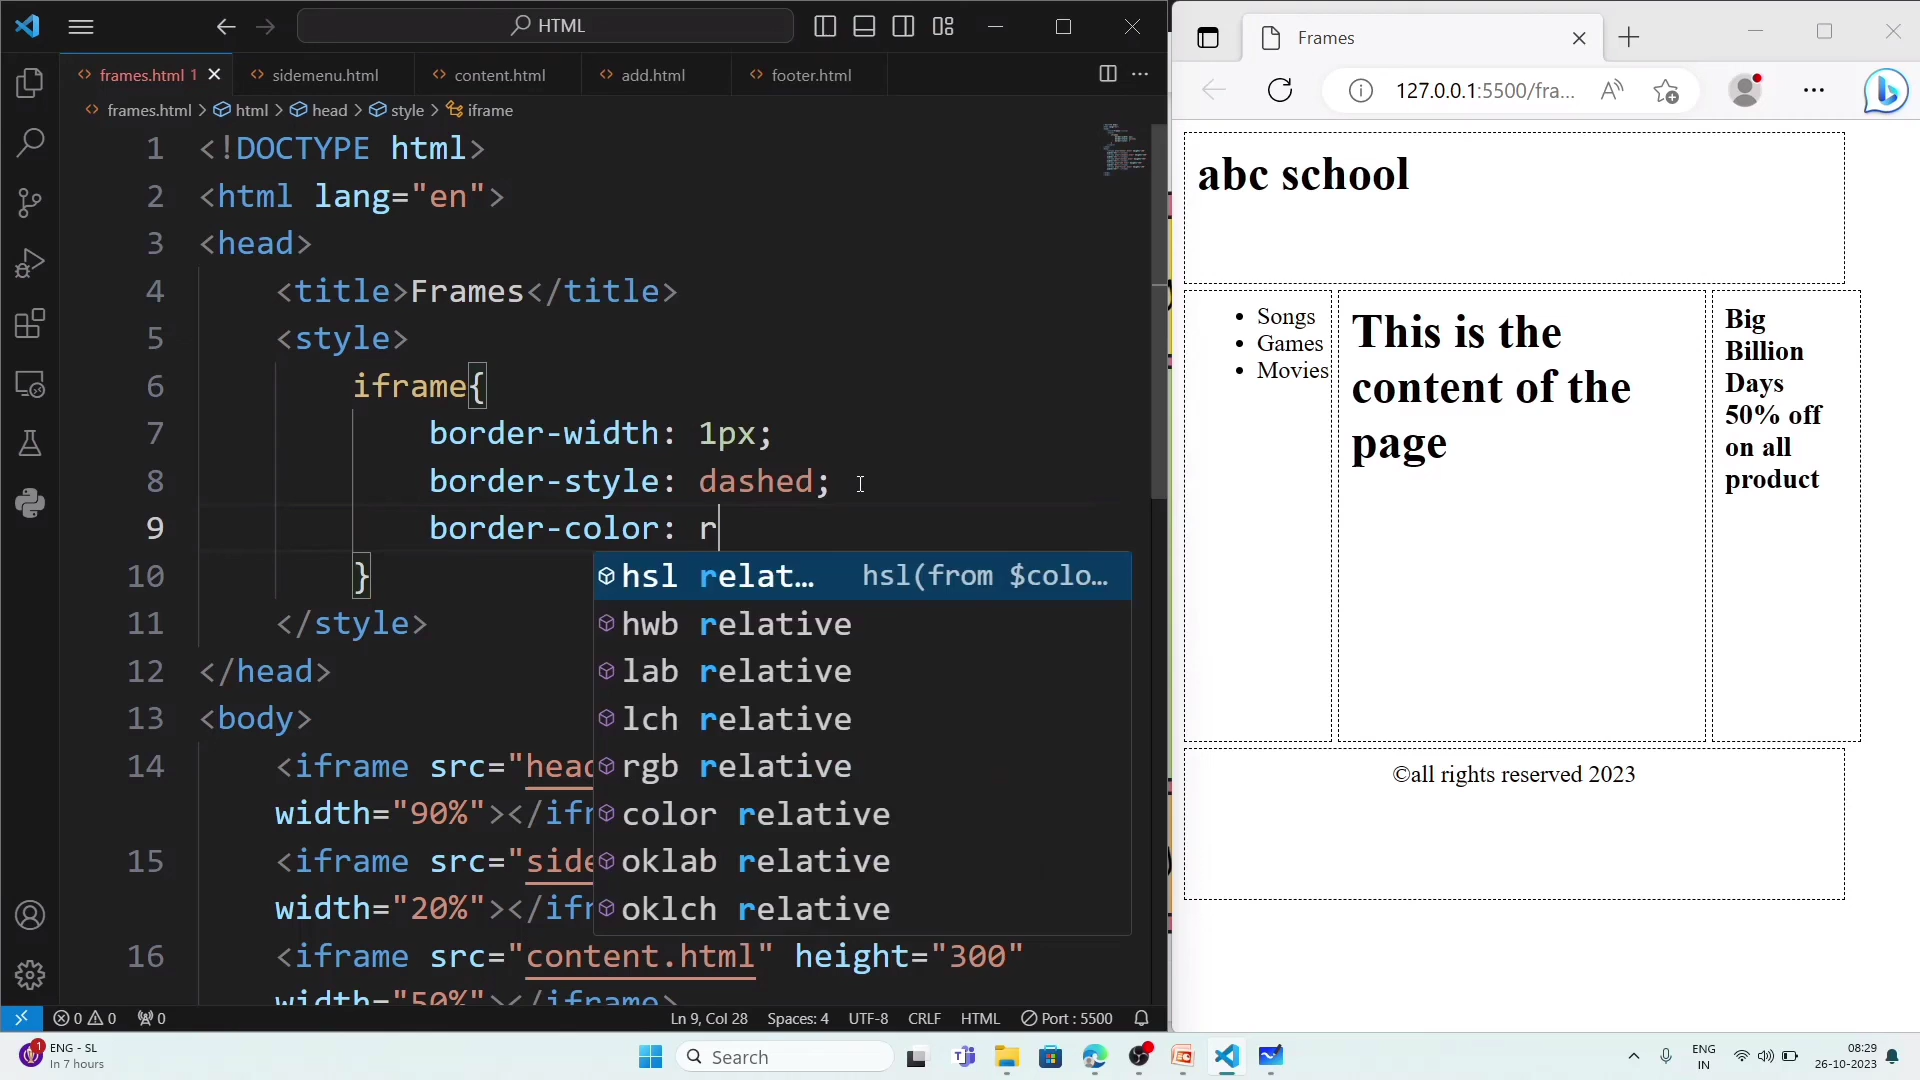 HTML
frames.html 1
sidemenu.html
content.html
add.html
footer.html
frames.html > html > head > style > iframe
1 <!DOCTYPE html>
2 <html lang="en">
3 <head>
4 <title>Frames</title>
5 <style>
6 iframe{
7 border-width: 1px;
8 border-style: dashed;
9 border-color: r
10 }
11 </style>
12 </head>
13 <body>
14 <iframe src="head
width="90%"></ifr
15 <iframe src="side
width="20%"></ifr
16 <iframe src="content.html" height="300"
width="50%"></iframe>
hsl relat… hsl(from $colo…
hwb relative
lab relative
lch relative
rgb relative
color relative
oklab relative
oklch relative
0 0 0
Ln 9, Col 28 Spaces: 4 UTF-8 CRLF HTML Port : 5500
Frames
127.0.0.1:5500/fra...
abc school
Songs
Games
Movies
This is the
content of the
page
Big
Billion
Days
50% off
on all
product
©all rights reserved 2023
1
ENG - SL
In 7 hours
Search
ENG
IN
08:29
26-10-2023